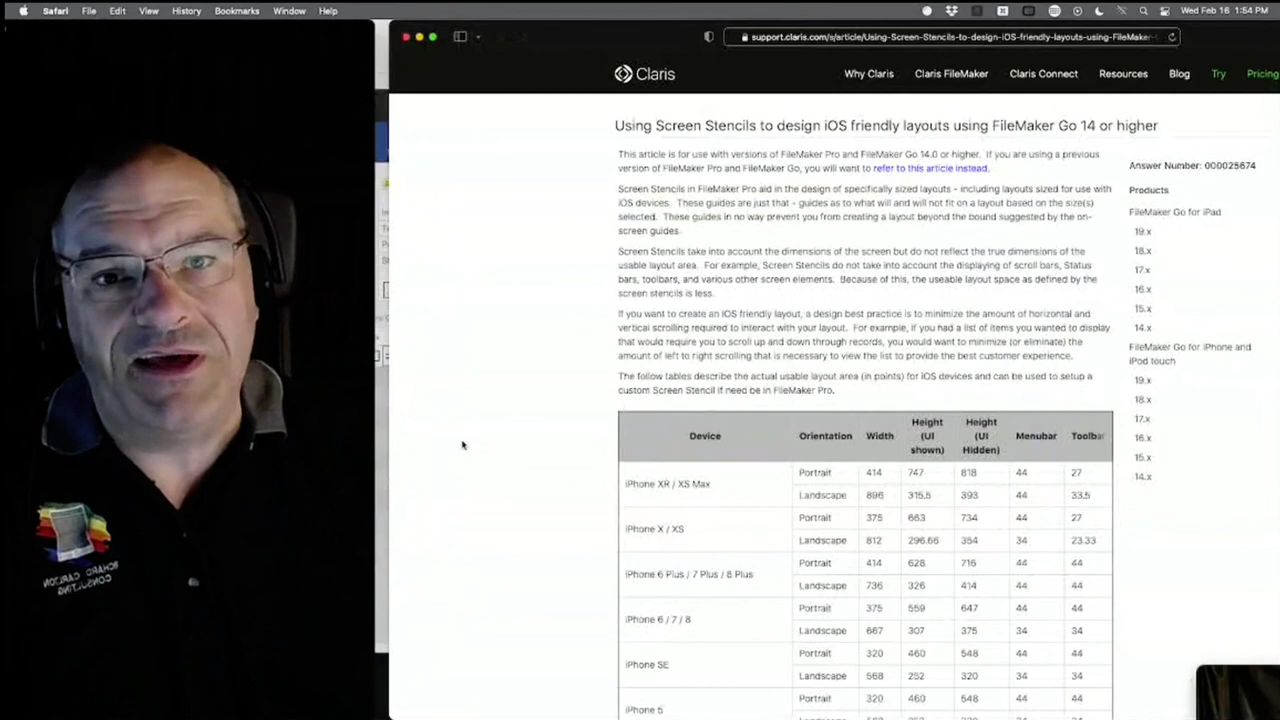 Safari File Edit View History Bookmarks Window Help
Wed Feb 16 1:54 PM
support.claris.com/s/article/Using-Screen-Stencils-to-design-iOS-friendly-layouts-using-FileMaker-
Claris
Why Claris Claris FileMaker Claris Connect Resources Blog Try Pricing
Using Screen Stencils to design iOS friendly layouts using FileMaker Go 14 or higher
This article is for use with versions of FileMaker Pro and FileMaker Go 14.0 or higher. If you are using a previous
version of FileMaker Pro and FileMaker Go, you will want to refer to this article instead.
Screen Stencils in FileMaker Pro aid in the design of specifically sized layouts - including layouts sized for use with
iOS devices. These guides are just that - guides as to what will and will not fit on a layout based on the size(s)
selected. These guides in no way prevent you from creating a layout beyond the bound suggested by the on-
screen guides.
Screen Stencils take into account the dimensions of the screen but do not reflect the true dimensions of the
usable layout area. For example, Screen Stencils do not take into account the displaying of scroll bars, Status
bars, toolbars, and various other screen elements. Because of this, the useable layout space as defined by the
screen stencils is less.
If you want to create an iOS friendly layout, a design best practice is to minimize the amount of horizontal and
vertical scrolling required to interact with your layout. For example, if you had a list of items you wanted to display
that would require you to scroll up and down through records, you would want to minimize (or eliminate) the
amount of left to right scrolling that is necessary to view the list to provide the best customer experience.
The follow tables describe the actual usable layout area (in points) for iOS devices and can be used to setup a
custom Screen Stencil if need be in FileMaker Pro.
Device Orientation Width Height (UI shown) Height (UI Hidden) Menubar Toolbar
iPhone XR / XS Max
Portrait 414 747 818 44 27
Landscape 896 315.5 393 44 33.5
iPhone X / XS
Portrait 375 663 734 44 27
Landscape 812 296.66 354 34 23.33
iPhone 6 Plus / 7 Plus / 8 Plus
Portrait 414 628 716 44 44
Landscape 736 326 414 44 44
iPhone 6 / 7 / 8
Portrait 375 559 647 44 44
Landscape 667 307 375 34 34
iPhone SE
Portrait 320 460 548 44 44
Landscape 568 252 320 34 34
iPhone 5
Portrait 320 460 548 44 44
Answer Number: 000025674
Products
FileMaker Go for iPad
19.x
18.x
17.x
16.x
15.x
14.x
FileMaker Go for iPhone and
iPod touch
19.x
18.x
17.x
16.x
15.x
14.x
RICHARD CARLTON
CONSULTING